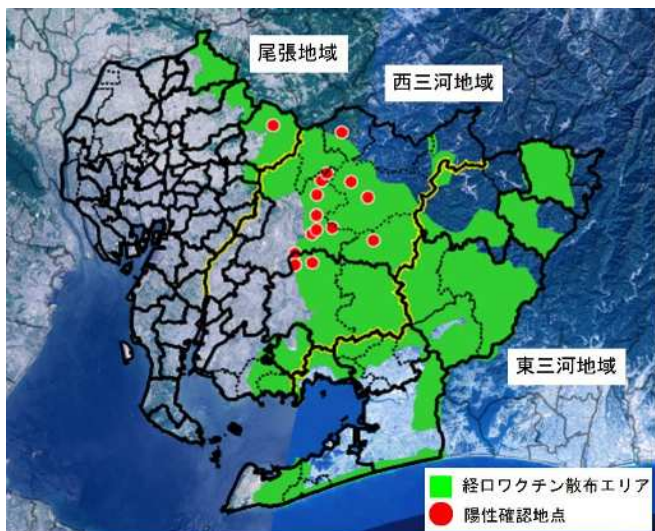 尾張地域
西三河地域
東三河地域
経口ワクチン散布エリア
陽性確認地点